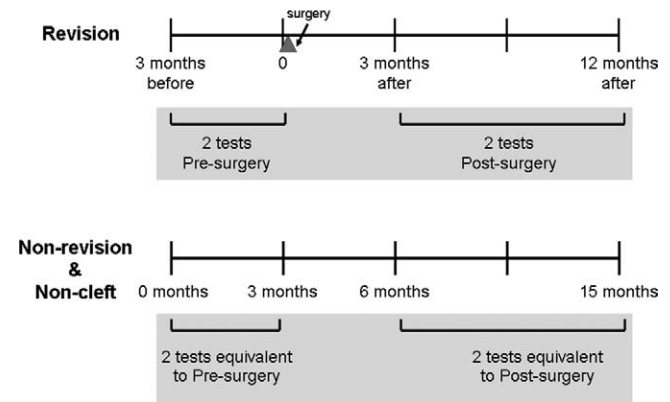 surgery
Revision
3 months
before
0
3 months
after
12 months
after
2 tests
Pre-surgery
2 tests
Post-surgery
Non-revision
&
Non-cleft
0 months
3 months
6 months
15 months
2 tests equivalent
to Pre-surgery
2 tests equivalent
to Post-surgery